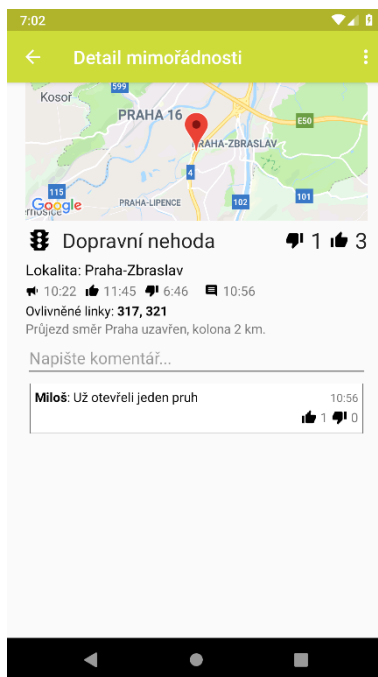 7:02
Detail mimořádnosti
599
Kosoř
PRAHA 16
E50
RAHA-ZBRASLAV
4
115
PRAHA-LIPENCE
102
101
Google
Dopravní nehoda 1 3
Lokalita: Praha-Zbraslav
10:22 11:45 6:46 10:56
Ovlivněné linky: 317, 321
Průjezd směr Praha uzavřen, kolona 2 km.
Napište komentář...
Miloš: Už otevřeli jeden pruh 10:56
1 0